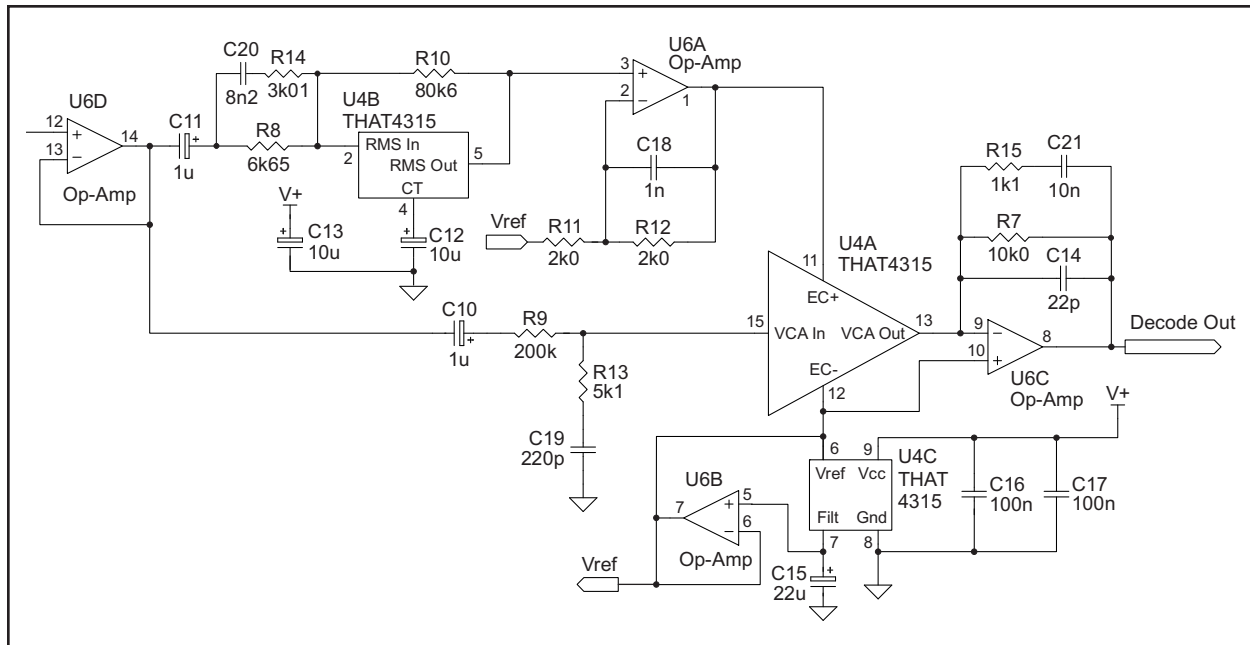 U6D
Op-Amp
12
13
14
+
−
C11
+
1u
C20
8n2
R14
3k01
R8
6k65
R10
80k6
U4B
THAT4315
RMS In
RMS Out
CT
2
5
4
V+
+
C13
10u
+
C12
10u
U6A
Op-Amp
3
2
1
+
−
C18
1n
Vref
R11
2k0
R12
2k0
C10
+
1u
R9
200k
R13
5k1
C19
220p
U4A
THAT4315
11
EC+
15
VCA In
VCA Out
13
EC-
12
R15
1k1
C21
10n
R7
10k0
C14
22p
9
10
8
−
+
U6C
Op-Amp
Decode Out
V+
6
9
Vref
Vcc
Filt
Gnd
7
8
U4C
THAT
4315
C16
100n
C17
100n
U6B
Op-Amp
7
5
6
+
−
Vref
C15
+
22u